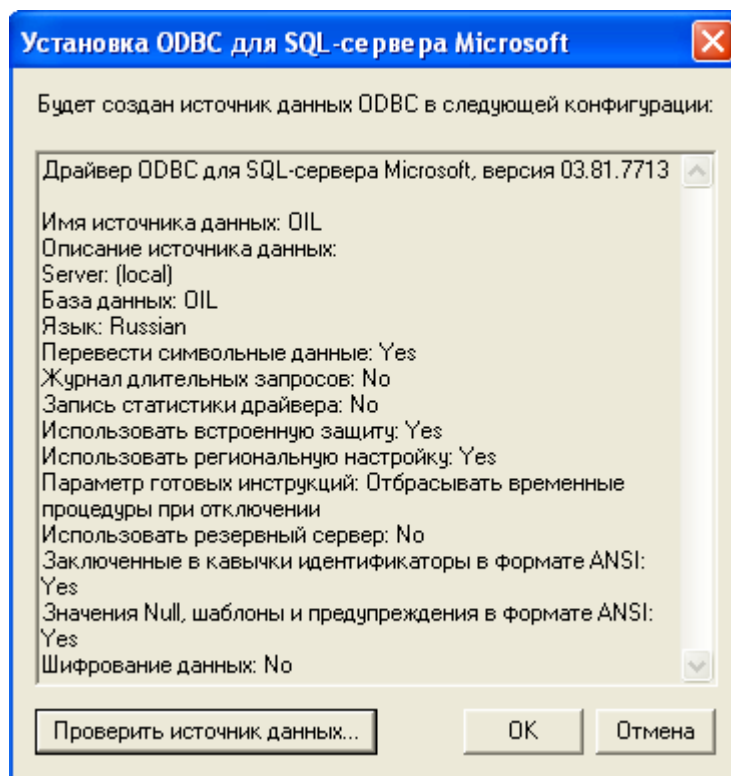 Установка ODBC для SQL-сервера Microsoft
Будет создан источник данных ODBC в следующей конфигурации:
Драйвер ODBC для SQL-сервера Microsoft, версия 03.81.7713
Имя источника данных: OIL
Описание источника данных:
Server: (local)
База данных: OIL
Язык: Russian
Перевести символьные данные: Yes
Журнал длительных запросов: No
Запись статистики драйвера: No
Использовать встроенную защиту: Yes
Использовать региональную настройку: Yes
Параметр готовых инструкций: Отбрасывать временные
процедуры при отключении
Использовать резервный сервер: No
Заключенные в кавычки идентификаторы в формате ANSI:
Yes
Значения Null, шаблоны и предупреждения в формате ANSI:
Yes
Шифрование данных: No
Проверить источник данных... OK Отмена